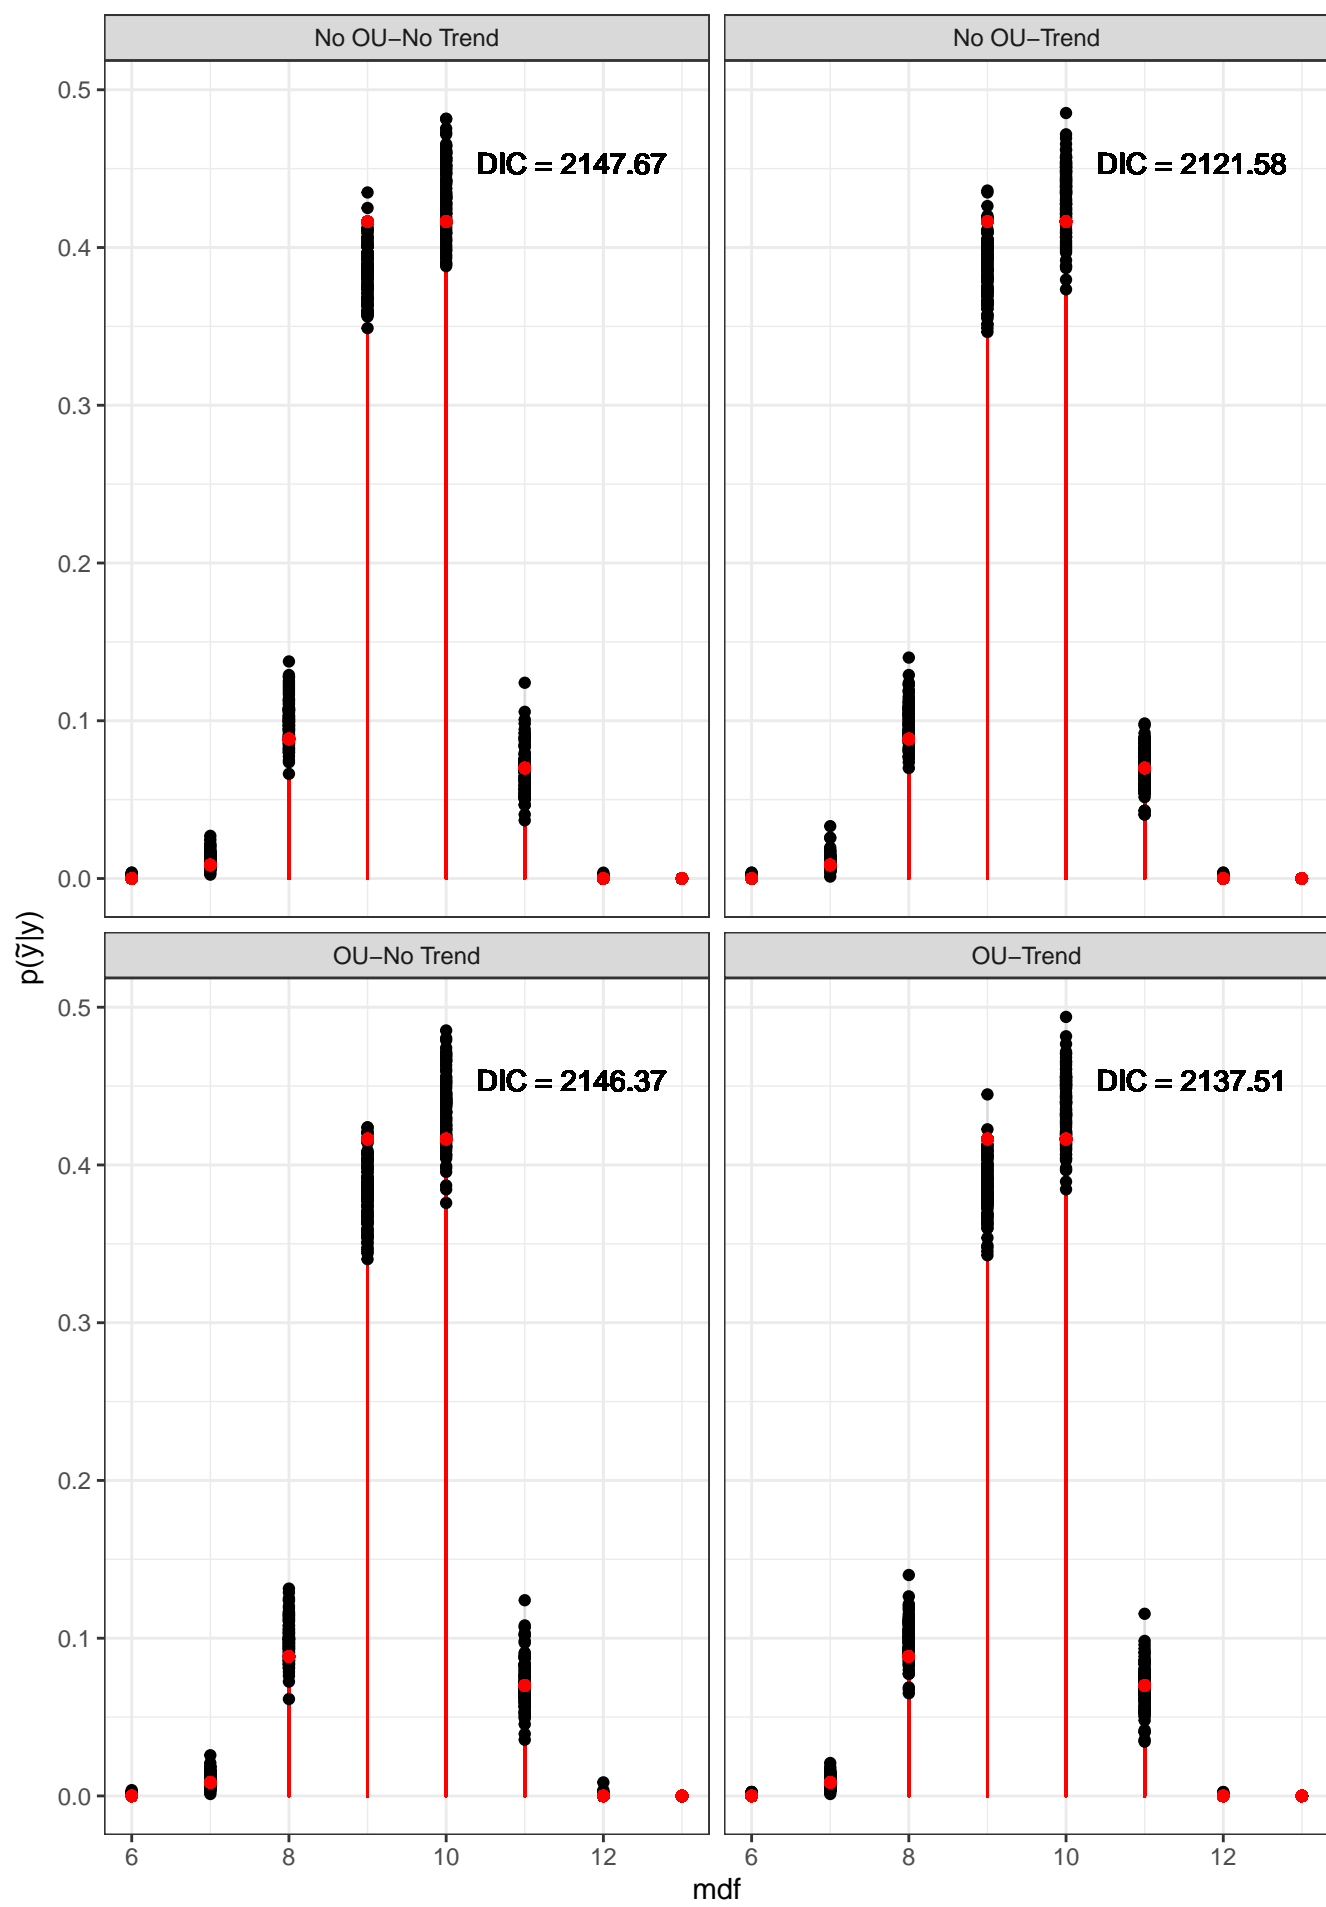 No OU−No Trend
No OU−Trend
0.5
0.4
0.3
0.2
0.1
0.0
DIC = 2147.67
DIC = 2121.58
p(ỹ|y)
OU−No Trend
OU−Trend
0.5
0.4
0.3
0.2
0.1
0.0
DIC = 2146.37
DIC = 2137.51
6 8 10 12
6 8 10 12
mdf